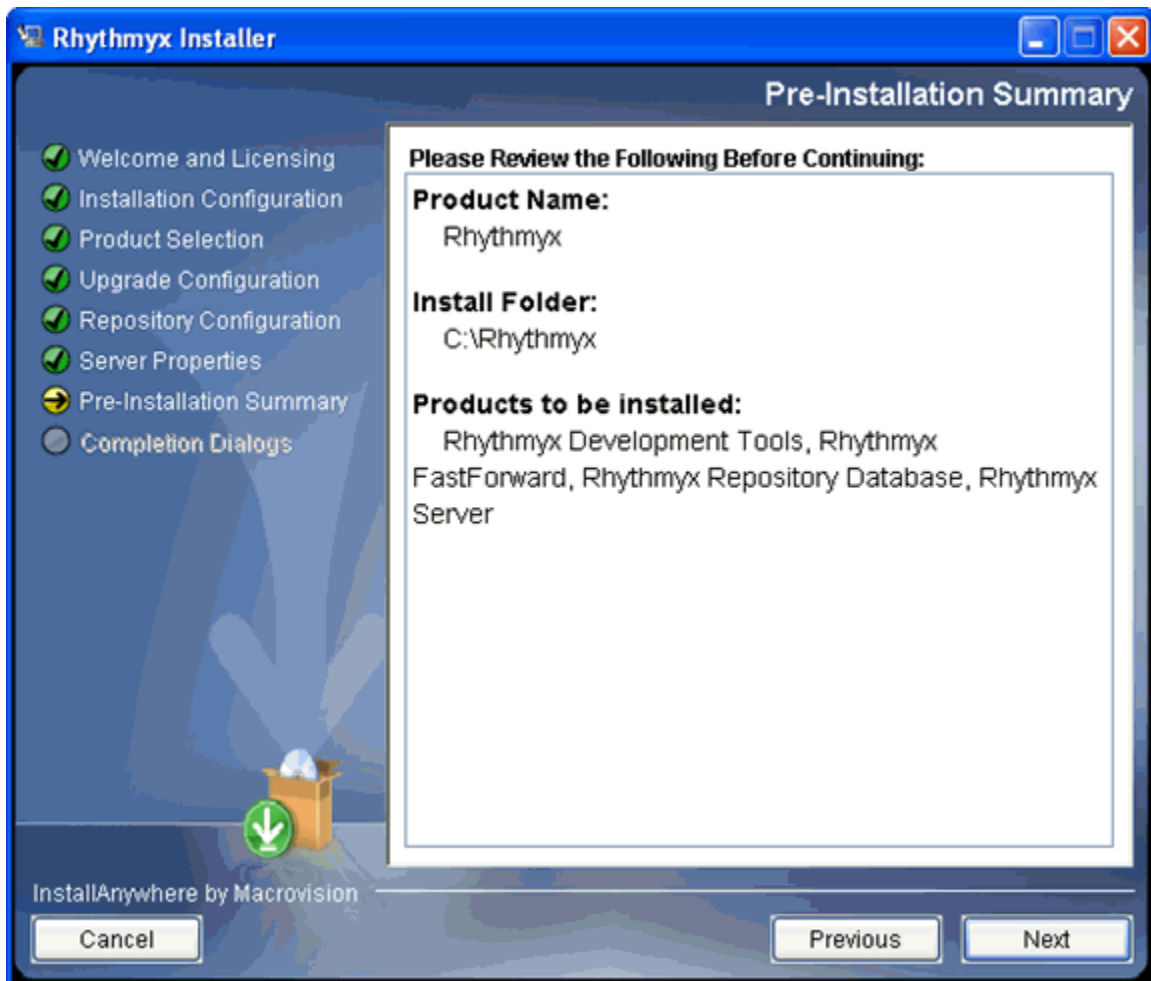 Rhythmyx Installer
Pre-Installation Summary
Welcome and Licensing
Installation Configuration
Product Selection
Upgrade Configuration
Repository Configuration
Server Properties
Pre-Installation Summary
Completion Dialogs
Please Review the Following Before Continuing:
Product Name:
Rhythmyx
Install Folder:
C:\Rhythmyx
Products to be installed:
Rhythmyx Development Tools, Rhythmyx
FastForward, Rhythmyx Repository Database, Rhythmyx
Server
InstallAnywhere by Macrovision
Cancel
Previous
Next